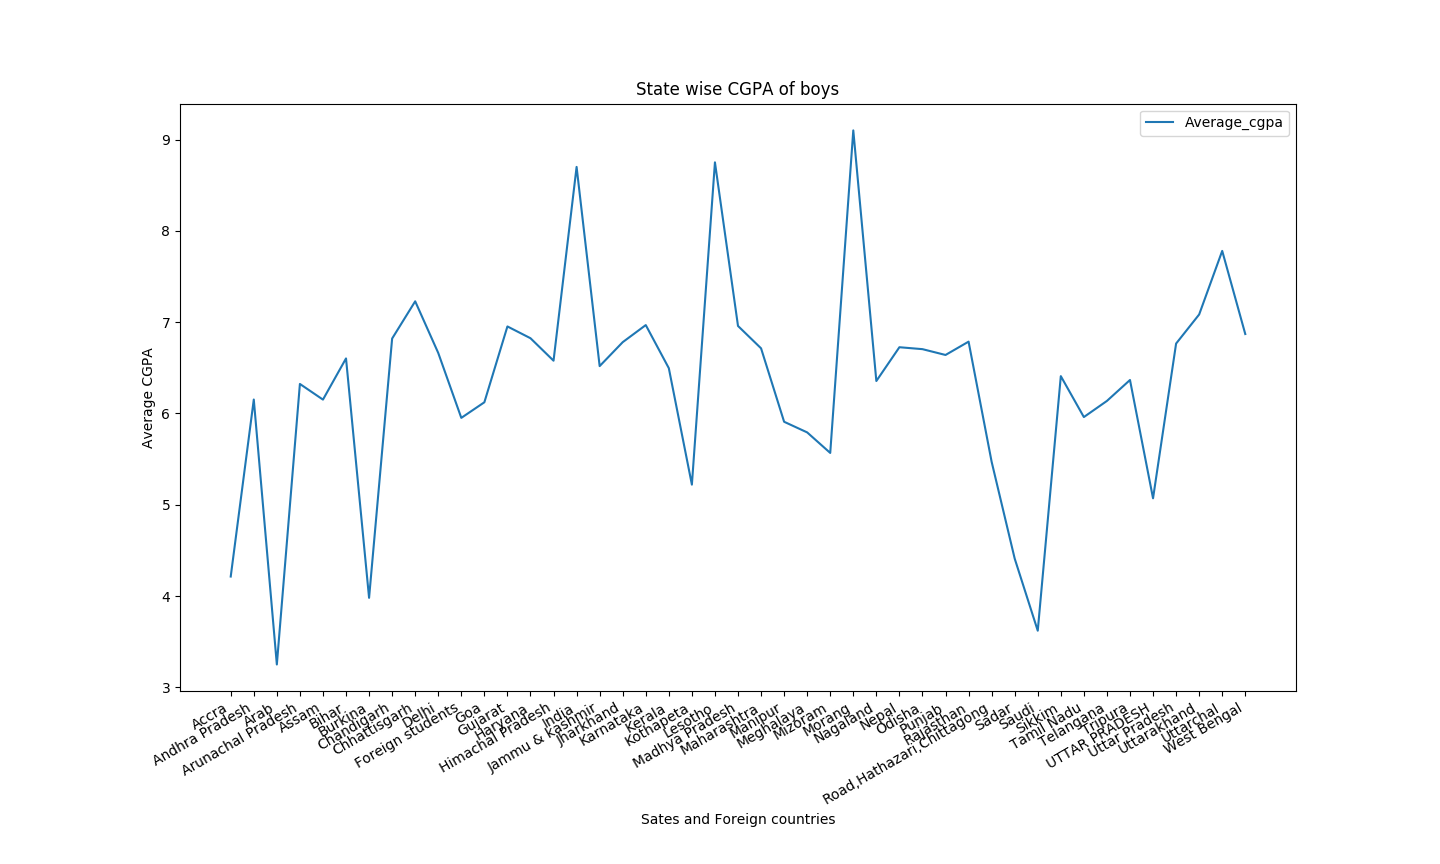 State wise CGPA of boys
Average_cgpa
Average CGPA
9
8
7
6
5
4
3
Accra
Andhra Pradesh
Arab
Arunachal Pradesh
Assam
Bihar
Burkina
Chandigarh
Chhattisgarh
Delhi
Foreign students
Goa
Gujarat
Haryana
Himachal Pradesh
India
Jammu & Kashmir
Jharkhand
Karnataka
Kerala
Kothapeta
Lesotho
Madhya Pradesh
Maharashtra
Manipur
Meghalaya
Mizoram
Morang
Nagaland
Nepal
Odisha
Punjab
Rajasthan
Road,Hathazari,Chittagong
Sadar
Saudi
Sikkim
Tamil Nadu
Telangana
Tripura
UTTAR PRADESH
Uttar Pradesh
Uttarakhand
Uttaranchal
West Bengal
Sates and Foreign countries